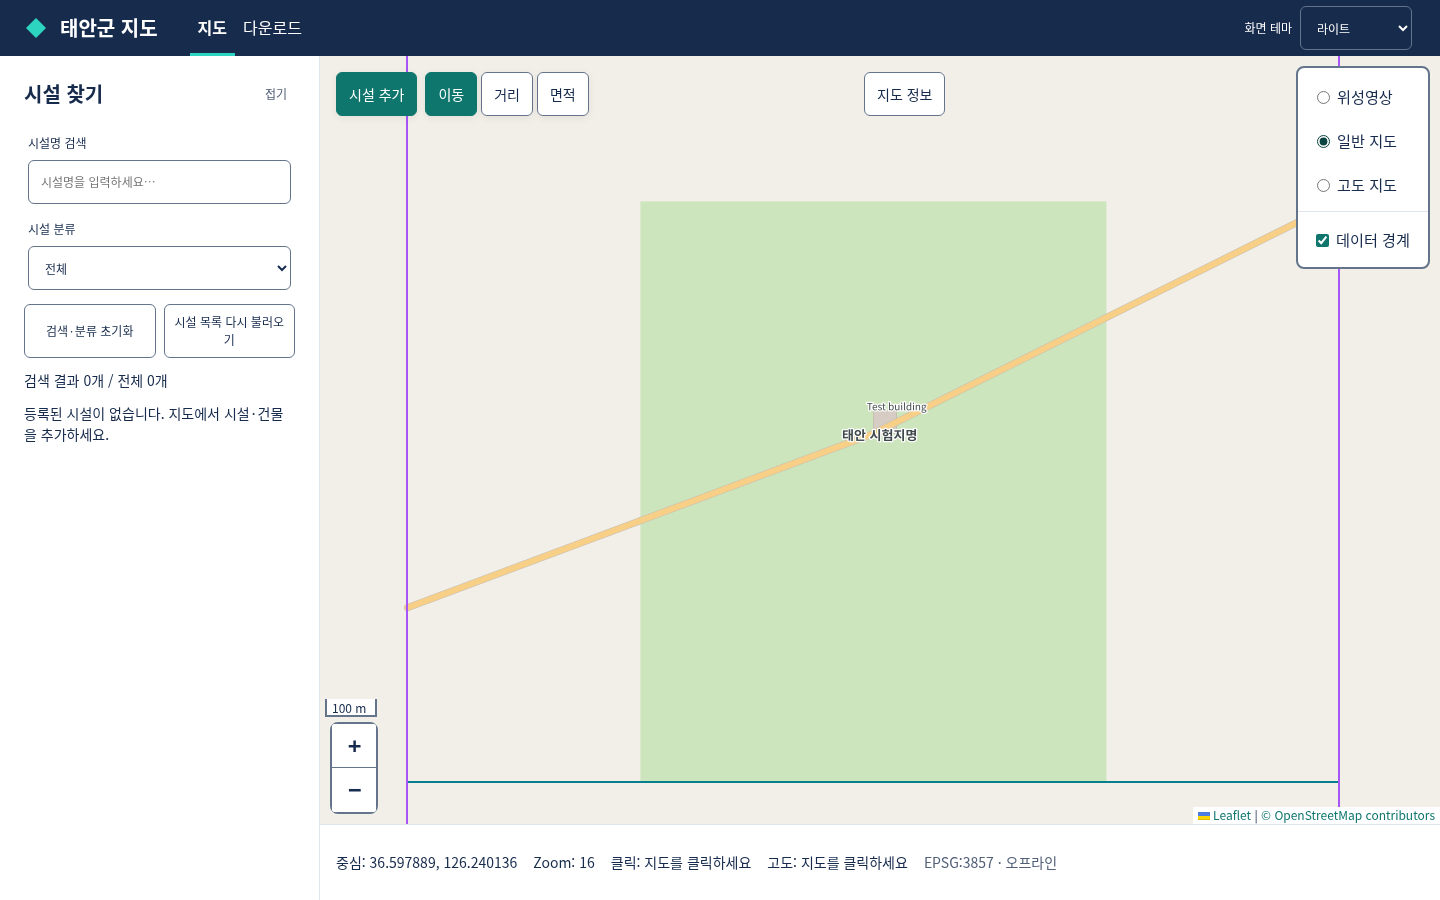 태안군 지도
지도
다운로드
화면 테마
라이트
시설 찾기
접기
시설명 검색
시설명을 입력하세요…
시설 분류
전체
검색·분류 초기화
시설 목록 다시 불러오
기
검색 결과 0개 / 전체 0개
등록된 시설이 없습니다. 지도에서 시설·건물
을 추가하세요.
시설 추가
이동
거리
면적
지도 정보
위성영상
일반 지도
고도 지도
데이터 경계
Test building
태안 시험지명
100 m
+
−
Leaflet | © OpenStreetMap contributors
중심: 36.597889, 126.240136
Zoom: 16
클릭: 지도를 클릭하세요
고도: 지도를 클릭하세요
EPSG:3857 · 오프라인